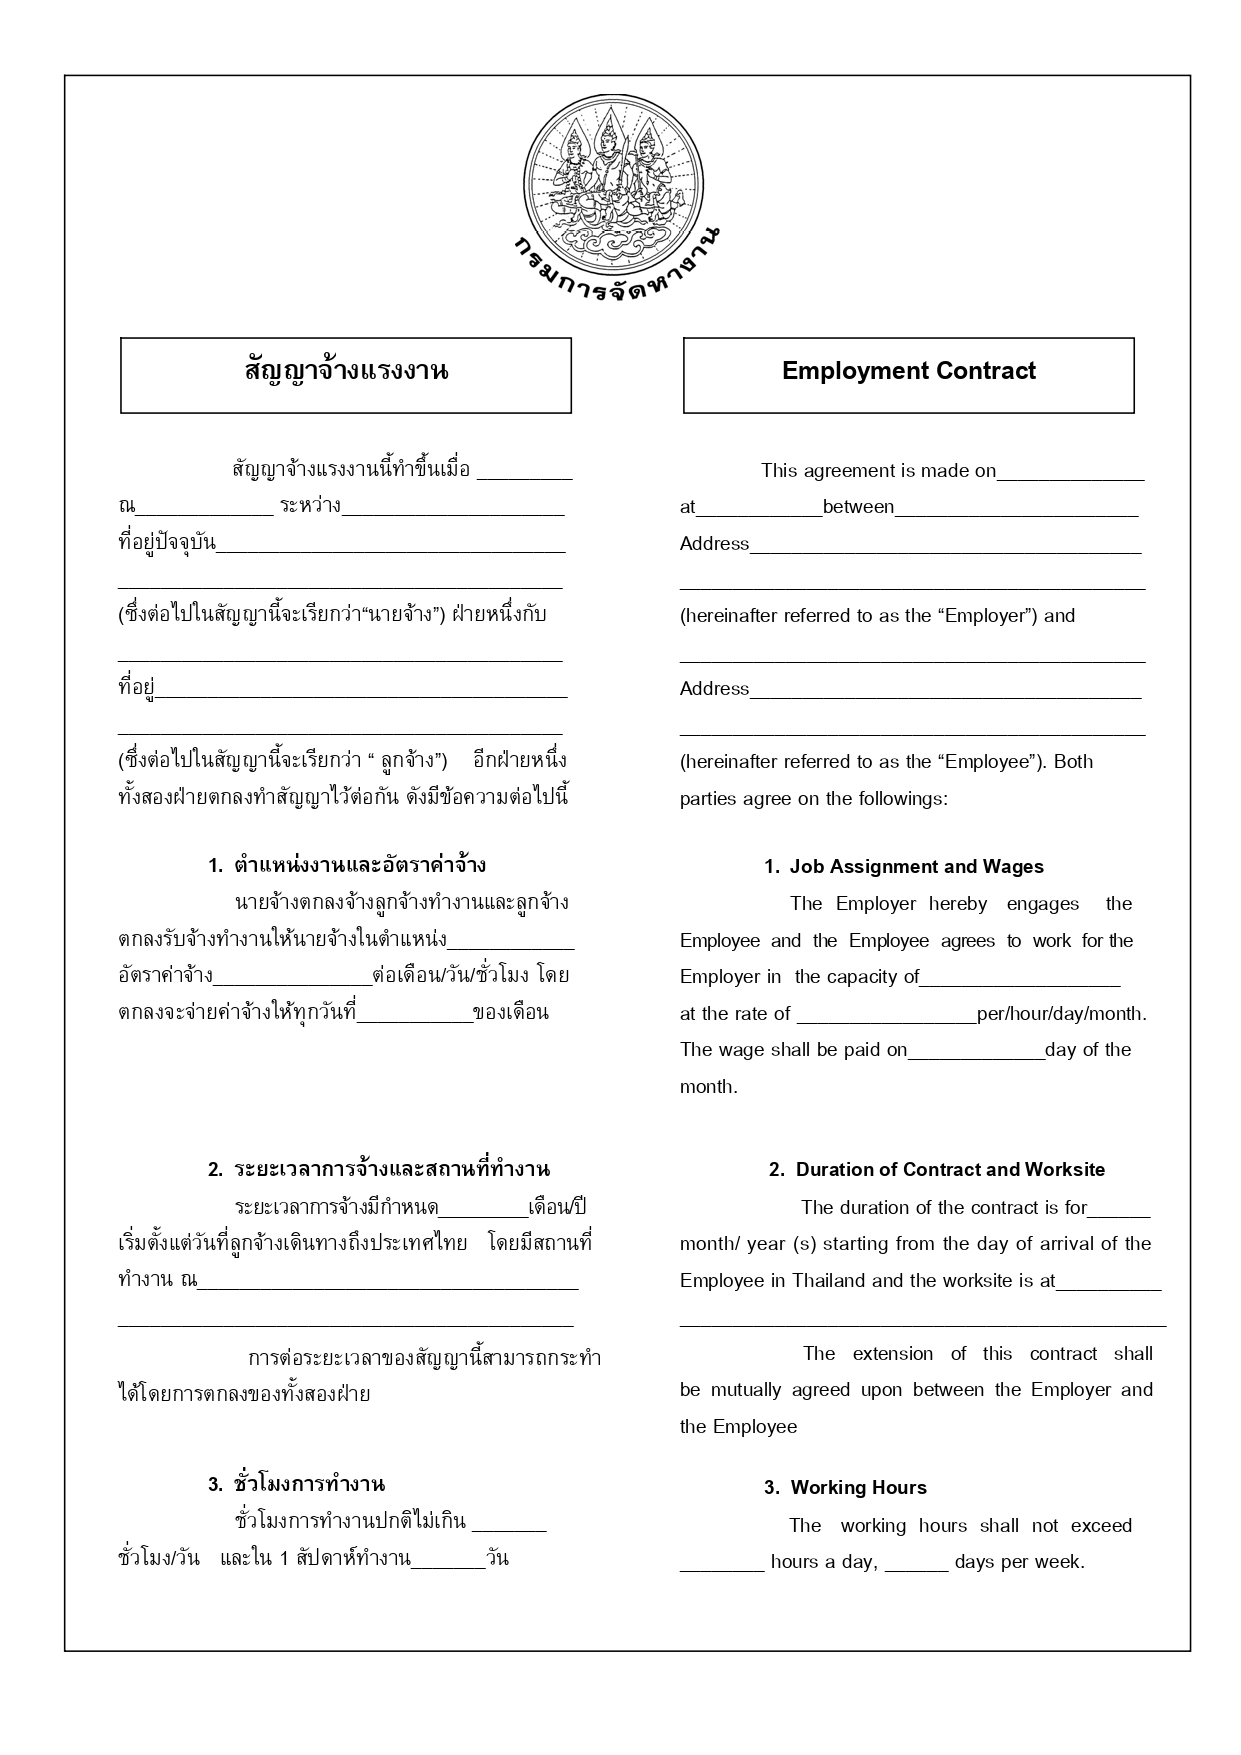 กรมการจัดหางาน
สัญญาจ้างแรงงาน
สัญญาจ้างแรงงานนี้ทำขึ้นเมื่อ _________
ณ_____________ ระหว่าง_____________________
ที่อยู่ปัจจุบัน_________________________________
__________________________________________
(ซึ่งต่อไปในสัญญานี้จะเรียกว่า“นายจ้าง”) ฝ่ายหนึ่งกับ
__________________________________________
ที่อยู่_______________________________________
__________________________________________
(ซึ่งต่อไปในสัญญานี้จะเรียกว่า “ ลูกจ้าง”) อีกฝ่ายหนึ่ง
ทั้งสองฝ่ายตกลงทำสัญญาไว้ต่อกัน ดังมีข้อความต่อไปนี้
1. ตำแหน่งงานและอัตราค่าจ้าง
นายจ้างตกลงจ้างลูกจ้างทำงานและลูกจ้าง
ตกลงรับจ้างทำงานให้นายจ้างในตำแหน่ง____________
อัตราค่าจ้าง_______________ต่อเดือน/วัน/ชั่วโมง โดย
ตกลงจะจ่ายค่าจ้างให้ทุกวันที่___________ของเดือน
2. ระยะเวลาการจ้างและสถานที่ทำงาน
ระยะเวลาการจ้างมีกำหนด________เดือน/ปี
เริ่มตั้งแต่วันที่ลูกจ้างเดินทางถึงประเทศไทย โดยมีสถานที่
ทำงาน ณ____________________________________
___________________________________________
การต่อระยะเวลาของสัญญานี้สามารถกระทำ
ได้โดยการตกลงของทั้งสองฝ่าย
3. ชั่วโมงการทำงาน
ชั่วโมงการทำงานปกติไม่เกิน _______
ชั่วโมง/วัน และใน 1 สัปดาห์ทำงาน_______วัน
Employment Contract
This agreement is made on______________
at____________between_______________________
Address_____________________________________
____________________________________________
(hereinafter referred to as the “Employer”) and
____________________________________________
Address_____________________________________
____________________________________________
(hereinafter referred to as the “Employee”). Both
parties agree on the followings:
1. Job Assignment and Wages
The Employer hereby engages the
Employee and the Employee agrees to work for the
Employer in the capacity of___________________
at the rate of _________________per/hour/day/month.
The wage shall be paid on_____________day of the
month.
2. Duration of Contract and Worksite
The duration of the contract is for______
month/ year (s) starting from the day of arrival of the
Employee in Thailand and the worksite is at__________
______________________________________________
The extension of this contract shall
be mutually agreed upon between the Employer and
the Employee
3. Working Hours
The working hours shall not exceed
________ hours a day, ______ days per week.